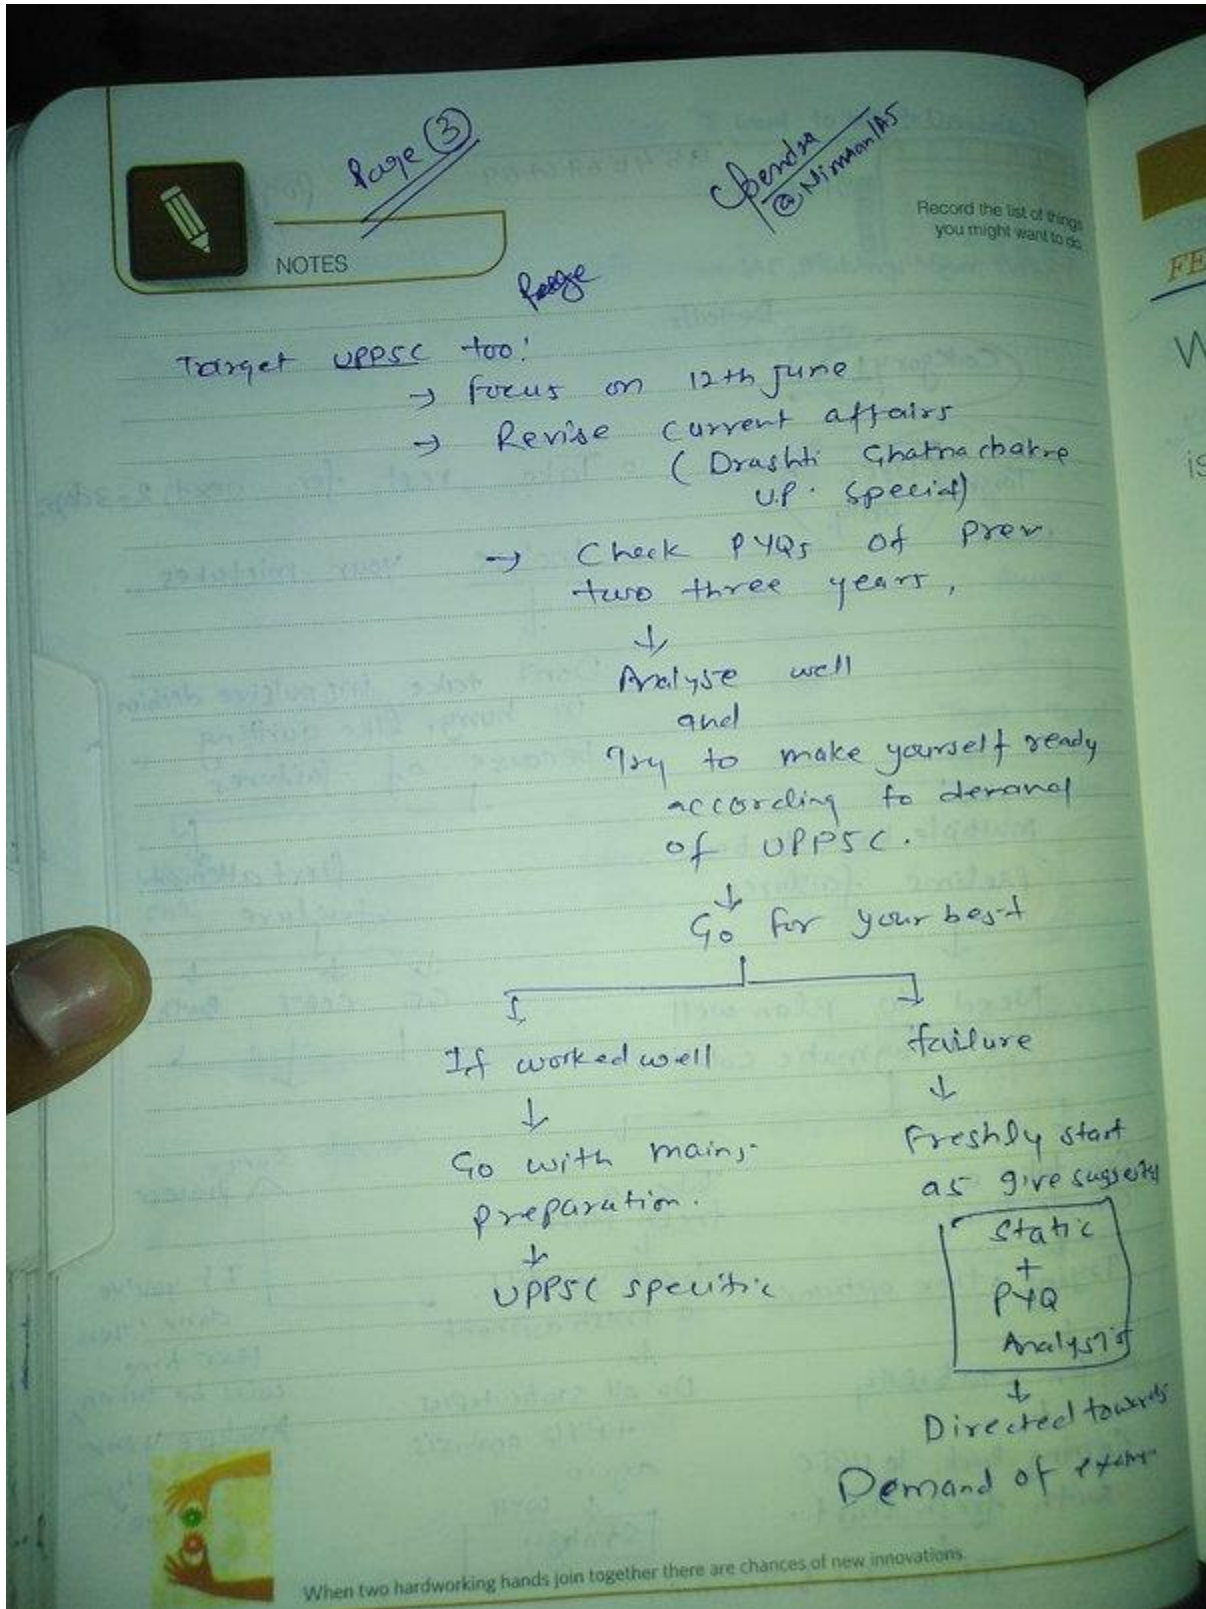 Page 3
Upendra
@NirmanIAS
Record the list of things
you might want to do.
NOTES
Page
Target UPPSC too!
→ Focus on 12th June
→ Revise current affairs
(Drashti Ghatnachakre
U.P. Special)
→ Check PYQs of prev.
two three years,
↓
Analyse well
and
Try to make yourself ready
according to demand
of UPPSC.
↓
Go for your best
If worked well
failure
↓
↓
Go with mains
preparation.
Freshly start
as give suggested
↓
UPPSC specific
Static
+
PYQ
Analysis
↓
Directed towards
Demand of exam
When two hardworking hands join together there are chances of new innovations.
FE
W
is